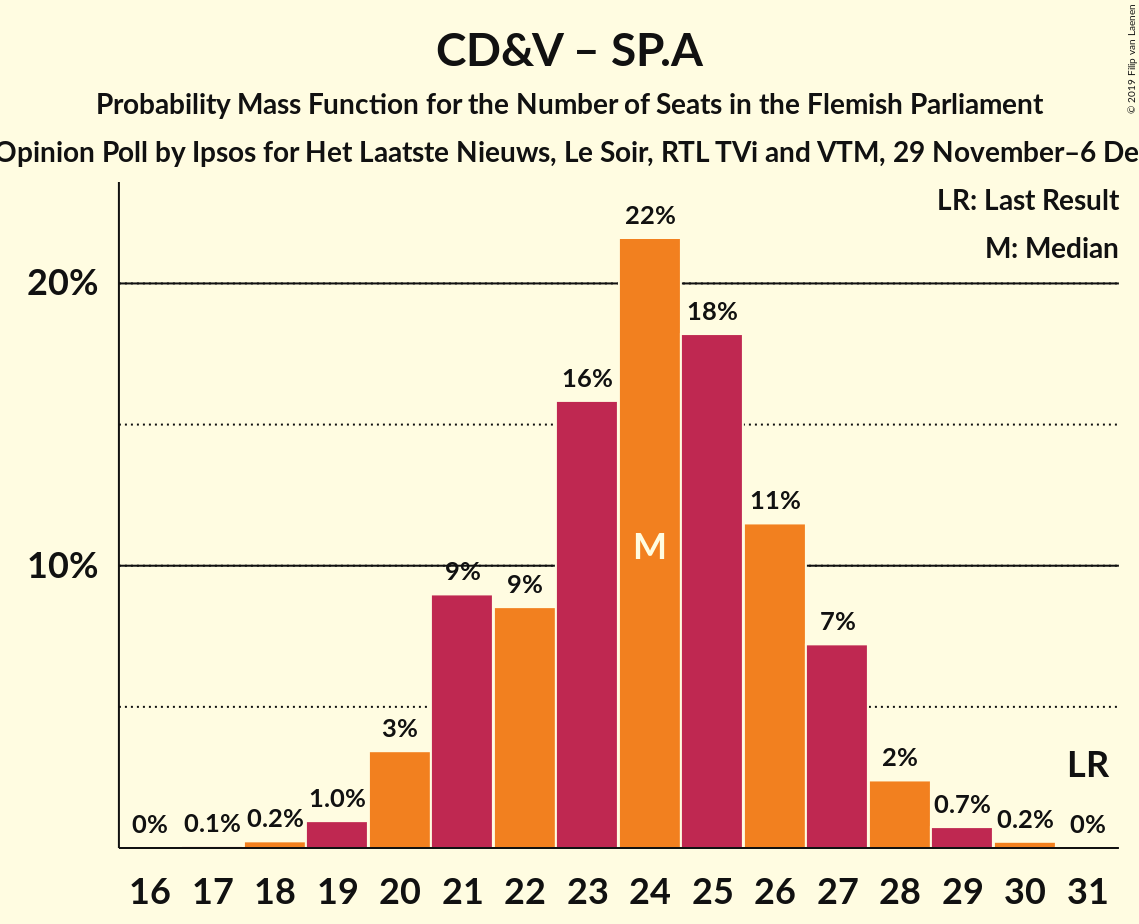 CD&V – SP.A
Probability Mass Function for the Number of Seats in the Flemish Parliament
Opinion Poll by Ipsos for Het Laatste Nieuws, Le Soir, RTL TVi and VTM, 29 November–6 De
© 2019 Filip van Laenen
LR: Last Result
M: Median
20%
10%
0% 0.1% 0.2% 1.0% 3% 9% 9% 16% 22% 18% 11% 7% 2% 0.7% 0.2% 0%
M
LR
16 17 18 19 20 21 22 23 24 25 26 27 28 29 30 31